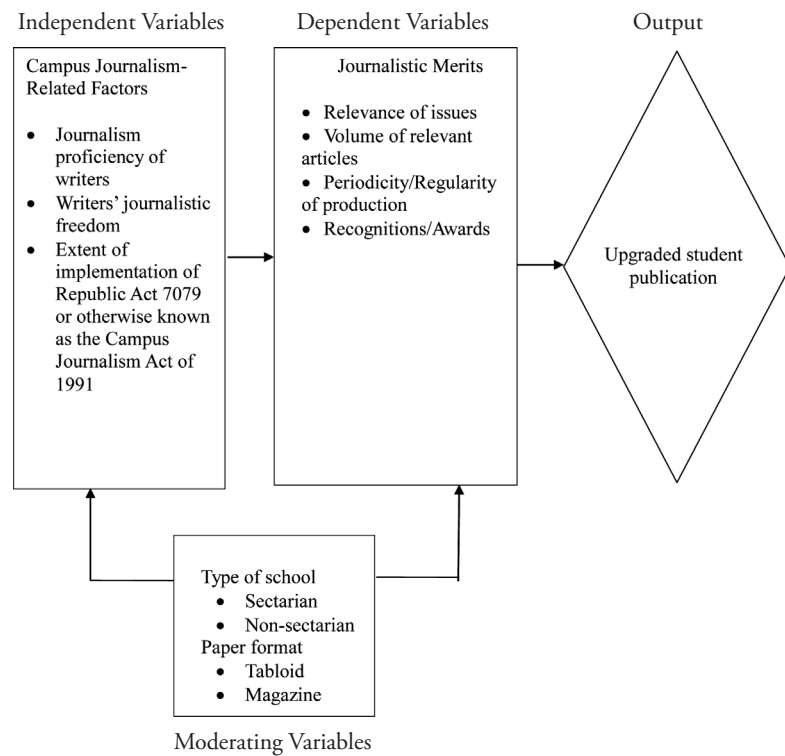 Independent Variables
Campus Journalism-
Related Factors
● Journalism
proficiency of
writers
● Writers’ journalistic
freedom
● Extent of
implementation of
Republic Act 7079
or otherwise known
as the Campus
Journalism Act of
1991
Dependent Variables
Journalistic Merits
● Relevance of issues
● Volume of relevant
articles
● Periodicity/Regularity
of production
● Recognitions/Awards
Output
Upgraded student
publication
Type of school
● Sectarian
● Non-sectarian
Paper format
● Tabloid
● Magazine
Moderating Variables